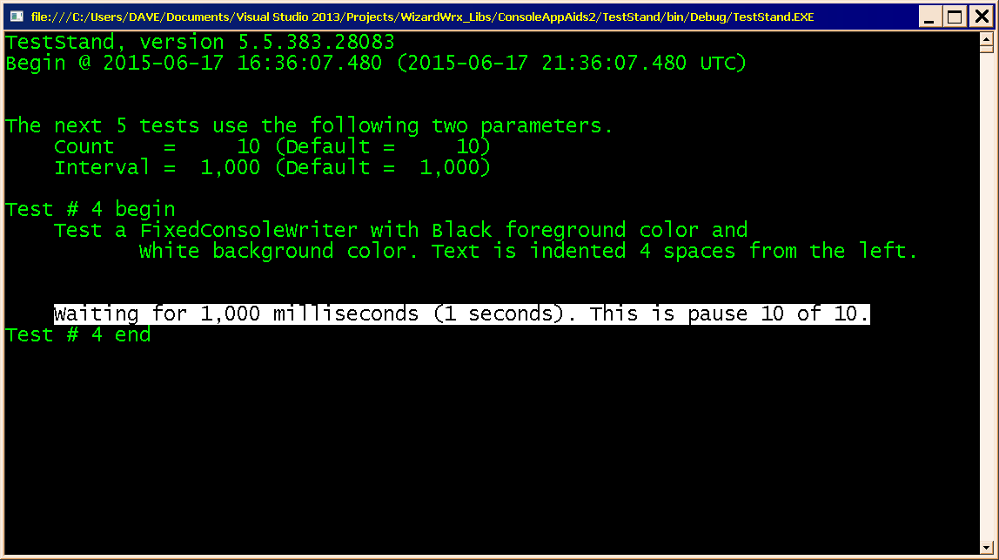 file:///C:/Users/DAVE/Documents/Visual Studio 2013/Projects/WizardWrx_Libs/ConsoleAppAids2/TestStand/bin/Debug/TestStand.EXE
TestStand, version 5.5.383.28083
Begin @ 2015-06-17 16:36:07.480 (2015-06-17 21:36:07.480 UTC)
The next 5 tests use the following two parameters.
    Count    =     10 (Default =     10)
    Interval =  1,000 (Default =  1,000)
Test # 4 begin
    Test a FixedConsoleWriter with Black foreground color and
           White background color. Text is indented 4 spaces from the left.
    Waiting for 1,000 milliseconds (1 seconds). This is pause 10 of 10.
Test # 4 end